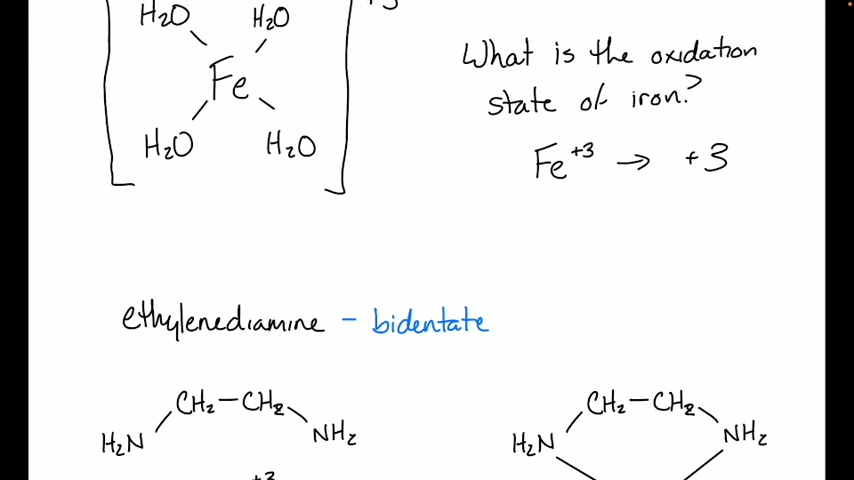 H₂O H₂O
Fe
H₂O H₂O
What is the oxidation
state of iron?
Fe⁺³ → +3
ethylenediamine - bidentate
CH₂-CH₂
H₂N NH₂
CH₂-CH₂
H₂N NH₂
+3